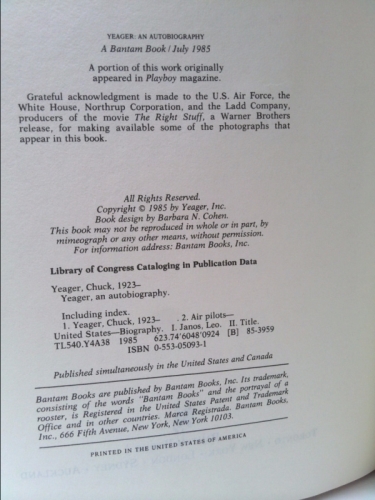 YEAGER: AN AUTOBIOGRAPHY
A Bantam Book / July 1985
A portion of this work originally
appeared in Playboy magazine.
Grateful acknowledgment is made to the U.S. Air Force, the
White House, Northrup Corporation, and the Ladd Company,
producers of the movie The Right Stuff, a Warner Brothers
release, for making available some of the photographs that
appear in this book.
All Rights Reserved.
Copyright © 1985 by Yeager, Inc.
Book design by Barbara N. Cohen.
This book may not be reproduced in whole or in part, by
mimeograph or any other means, without permission.
For information address: Bantam Books, Inc.
Library of Congress Cataloging in Publication Data
Yeager, Chuck, 1923–
Yeager, an autobiography.
Including index.
1. Yeager, Chuck, 1923– . 2. Air pilots—
United States—Biography. I. Janos, Leo. II. Title.
TL540.Y4A38 1985 623.74'6048'0924 [B] 85-3959
ISBN 0-553-05093-1
Published simultaneously in the United States and Canada
Bantam Books are published by Bantam Books, Inc. Its trademark,
consisting of the words "Bantam Books" and the portrayal of a
rooster, is Registered in the United States Patent and Trademark
Office and in other countries. Marca Registrada. Bantam Books,
Inc., 666 Fifth Avenue, New York, New York 10103.
PRINTED IN THE UNITED STATES OF AMERICA